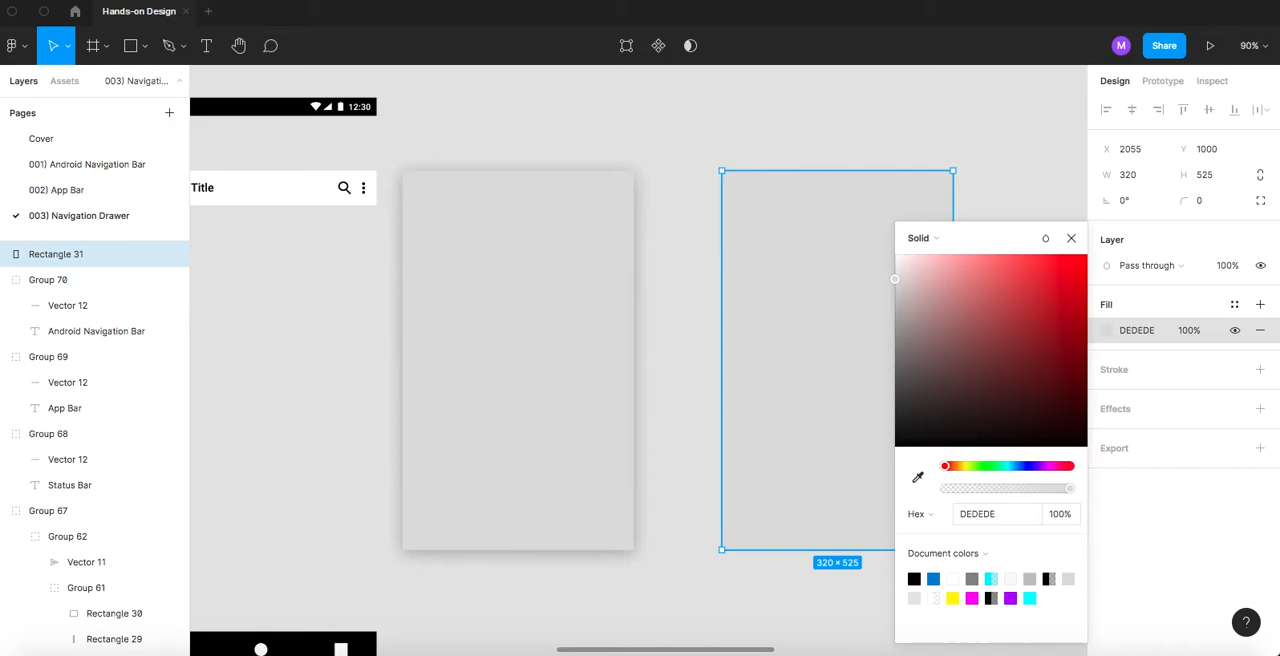 Hands-on Design
Share
90%
M
Layers
Assets
003) Navigati...
Pages
Cover
001) Android Navigation Bar
002) App Bar
003) Navigation Drawer
Rectangle 31
Group 70
Vector 12
Android Navigation Bar
Group 69
Vector 12
App Bar
Group 68
Vector 12
Status Bar
Group 67
Group 62
Vector 11
Group 61
Rectangle 30
Rectangle 29
12:30
Title
320 × 525
Solid
Hex
DEDEDE
100%
Document colors
Design
Prototype
Inspect
X 2055
Y 1000
W 320
H 525
0°
0
Layer
Pass through
100%
Fill
DEDEDE
100%
Stroke
Effects
Export
?